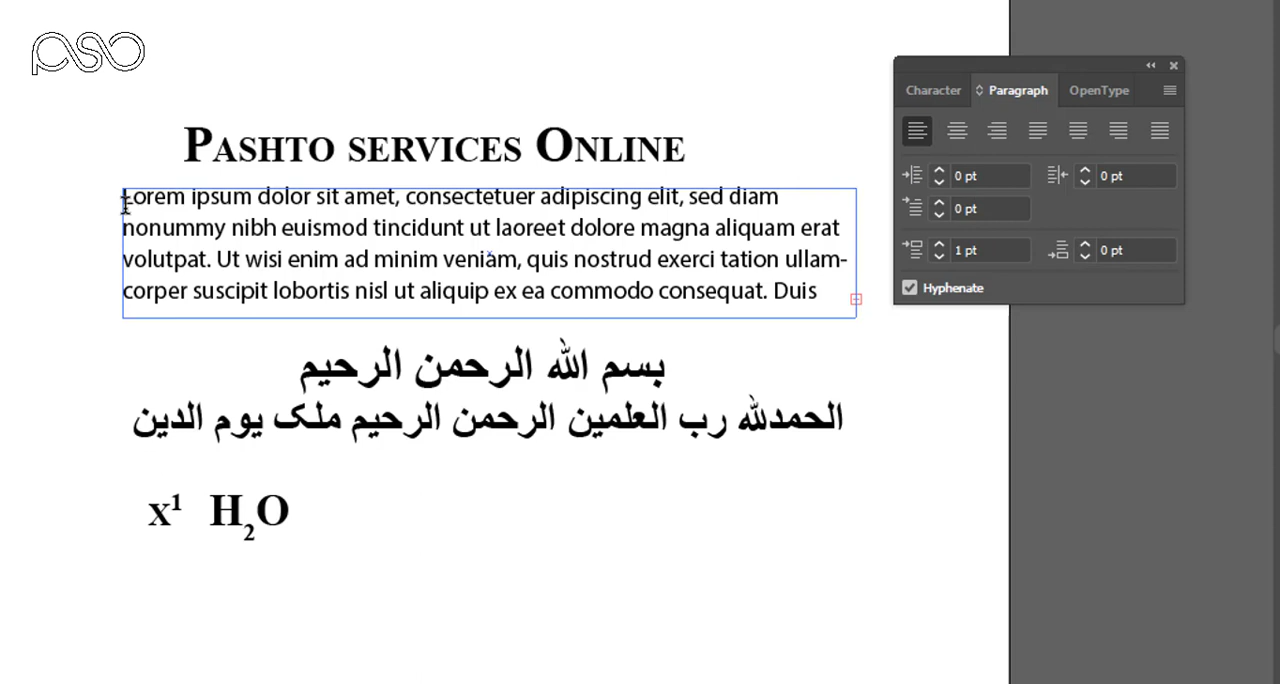 PSO
Character
Paragraph
OpenType
Pashto services Online
0 pt
0 pt
0 pt
1 pt
0 pt
Hyphenate
Lorem ipsum dolor sit amet, consectetuer adipiscing elit, sed diam
nonummy nibh euismod tincidunt ut laoreet dolore magna aliquam erat
volutpat. Ut wisi enim ad minim veniam, quis nostrud exerci tation ullam-
corper suscipit lobortis nisl ut aliquip ex ea commodo consequat. Duis
بسم الله الرحمن الرحيم
الحمدلله رب العلمين الرحمن الرحيم ملک يوم الدين
x¹ H₂O